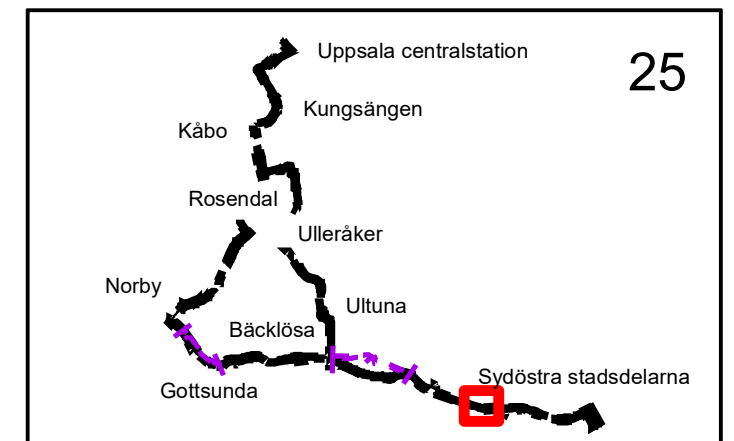 Uppsala centralstation
25
Kungsängen
Kåbo
Rosendal
Ulleråker
Norby
Ultuna
Bäcklösa
Sydöstra stadsdelarna
Gottsunda